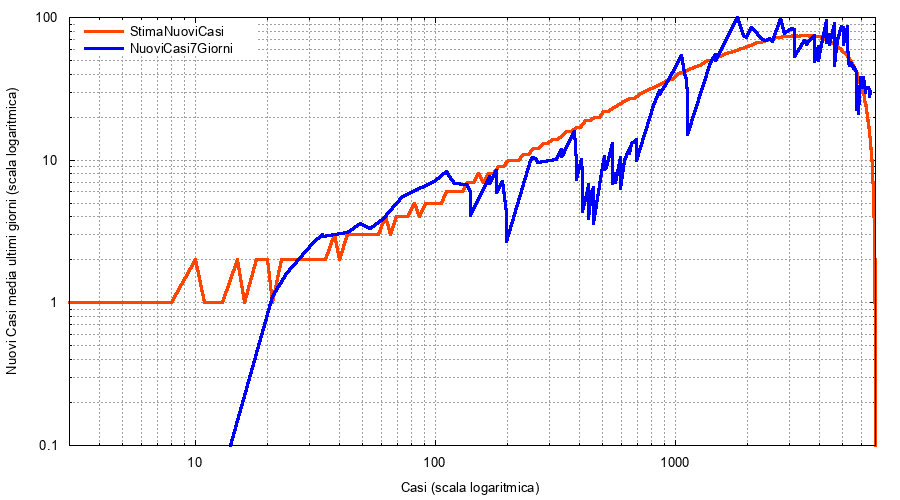 100
10
1
0.1
Nuovi Casi media ultimi giorni (scala logaritmica)
StimaNuoviCasi
NuoviCasi7Giorni
10 100 1000
Casi (scala logaritmica)